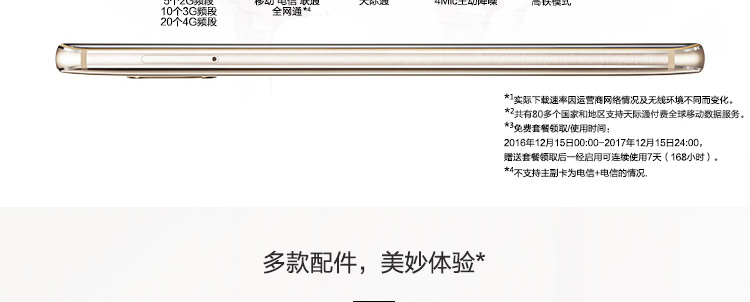 5个2G频段
10个3G频段
20个4G频段
移动 电信 联通
全网通*4
天际通
4Mic主动降噪
高铁模式
*1实际下载速率因运营商网络情况及无线环境不同而变化。
*2共有80多个国家和地区支持天际通付费全球移动数据服务。
*3免费套餐领取/使用时间：
2016年12月15日00:00-2017年12月15日24:00，
赠送套餐领取后一经启用可连续使用7天（168小时）。
*4不支持主副卡为电信+电信的情况.
多款配件，美妙体验*